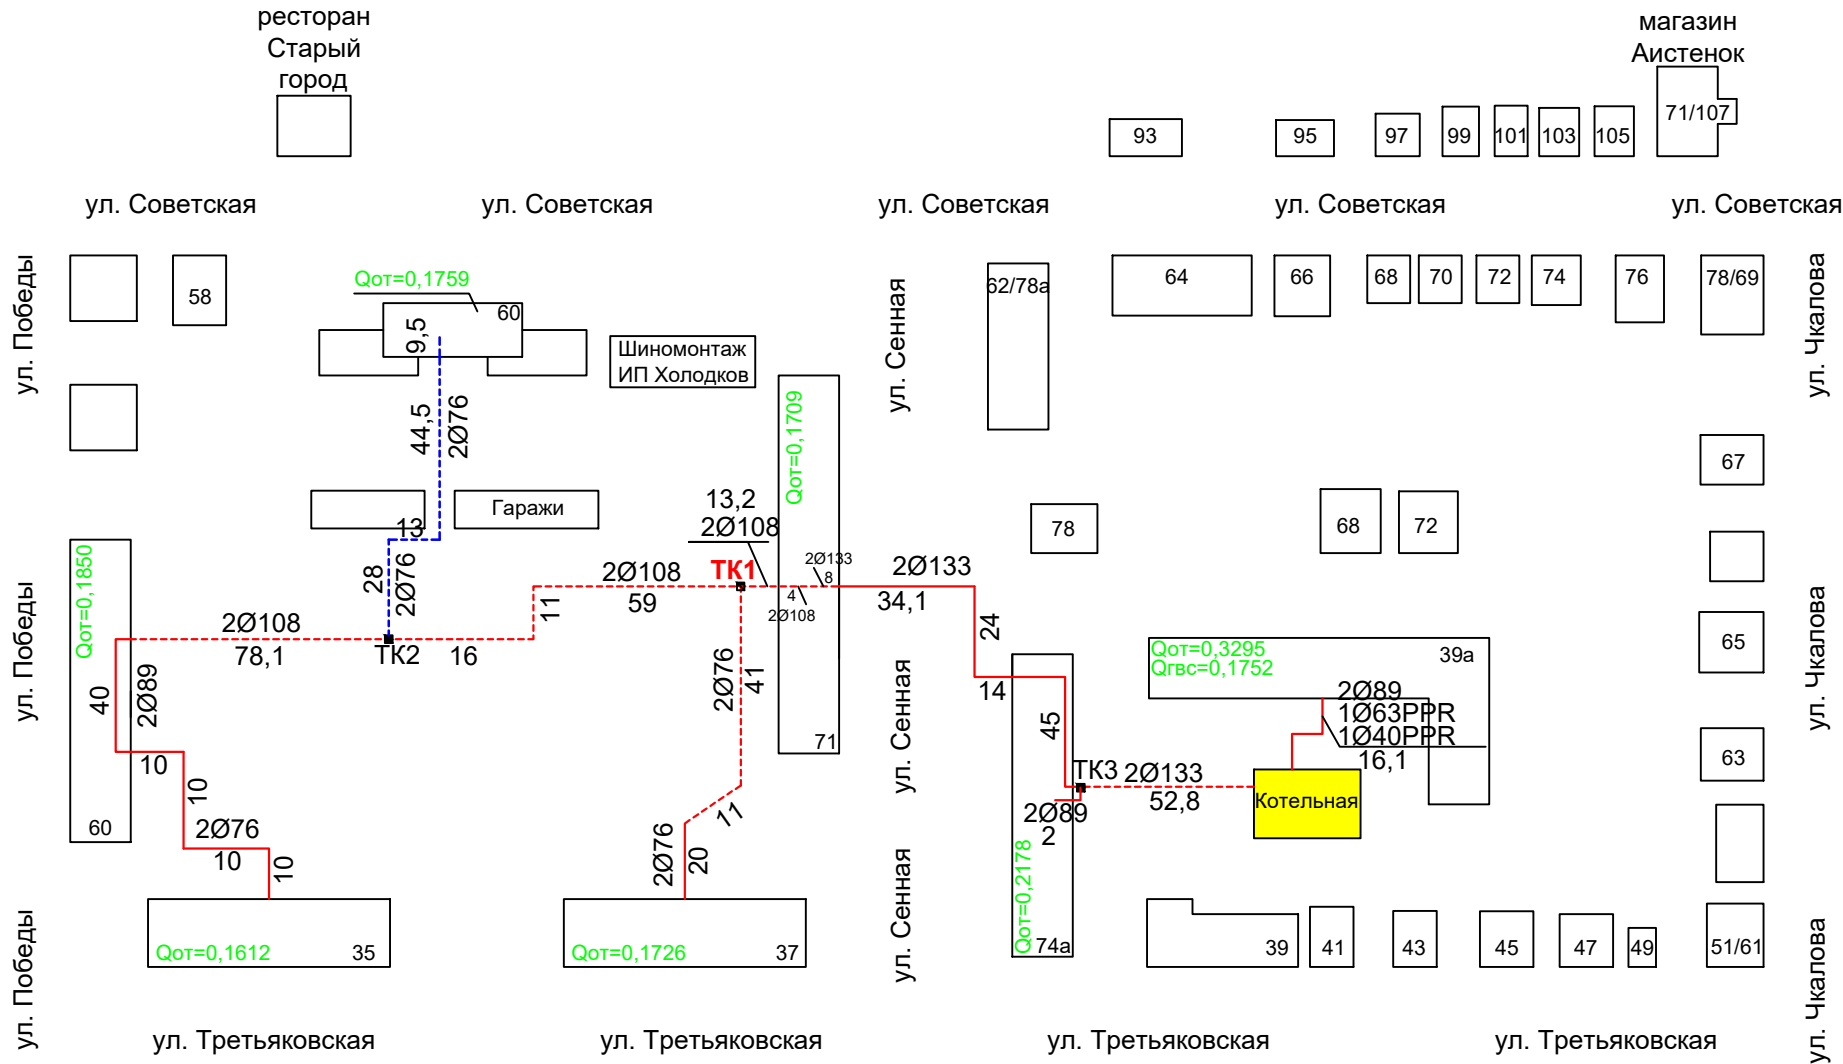 ресторан
Старый
город
магазин
Аистенок
71/107
93
95
97
99
101
103
105
ул. Советская
ул. Советская
ул. Советская
ул. Советская
ул. Советская
ул. Победы
58
Qот=0,1759
60
9,5
Шиномонтаж
ИП Холодков
ул. Сенная
62/78а
64
66
68
70
72
74
76
78/69
ул. Чкалова
44,5
2Ø76
Qот=0,1709
67
Гаражи
13
13,2
2Ø108
78
68
72
Qот=0,1850
28
2Ø76
2Ø108
59
ТК1
2Ø133
8
4
2Ø108
2Ø133
34,1
11
24
ул. Победы
2Ø108
78,1
ТК2
16
65
ул. Чкалова
Qот=0,3295
Qгвс=0,1752
39а
40
2Ø89
2Ø76
41
14
45
ул. Сенная
2Ø89
1Ø63PPR
1Ø40PPR
16,1
71
63
10
10
ТК3
2Ø133
52,8
Котельная
2Ø89
2
60
2Ø76
10
10
11
2Ø76
20
ул. Сенная
Qот=0,2178
74а
ул. Победы
Qот=0,1612
35
Qот=0,1726
37
39
41
43
45
47
49
51/61
ул. Чкалова
ул. Третьяковская
ул. Третьяковская
ул. Третьяковская
ул. Третьяковская